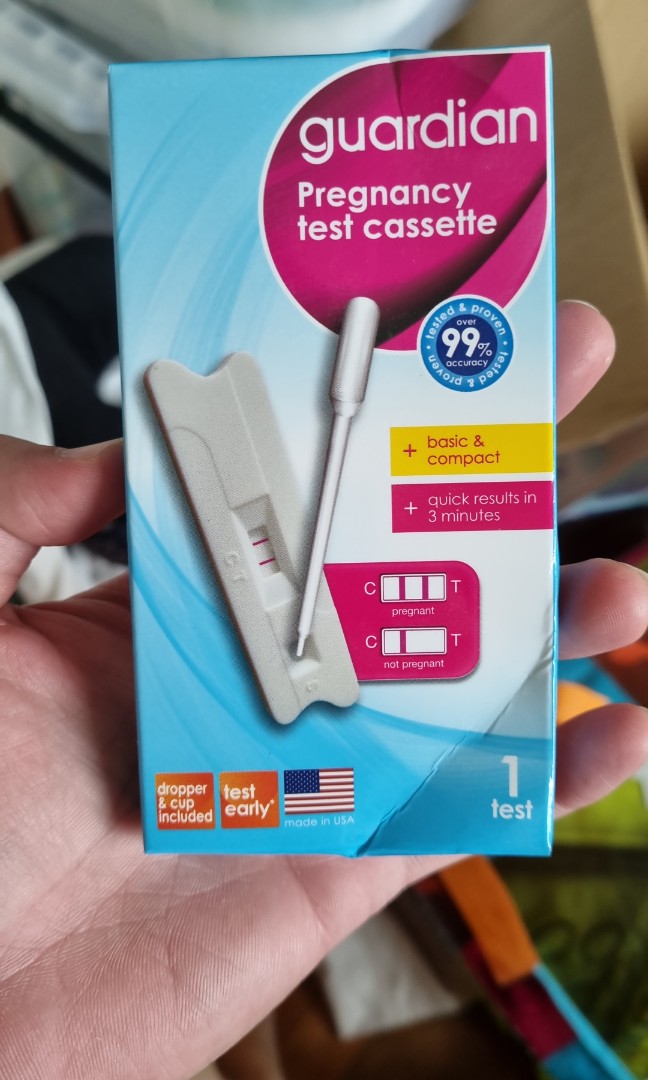 guardian
Pregnancy
test cassette
• tested & proven •
over
99%
accuracy
tested & proven
+ basic &
compact
+ quick results in
3 minutes
C T
pregnant
C T
not pregnant
C T
S
dropper
& cup
included
test
early*
made in USA
1
test